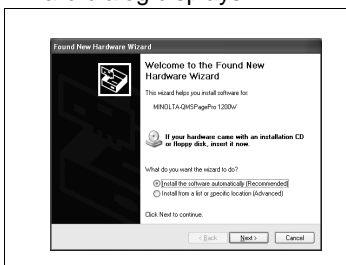 Found New Hardware Wizard
Welcome to the Found New
Hardware Wizard
This wizard helps you install software for:
MINOLTA-QMS PagePro 1200W
If your hardware came with an installation CD
or floppy disk, insert it now.
What do you want the wizard to do?
Install the software automatically (Recommended)
Install from a list or specific location (Advanced)
Click Next to continue.
< Back Next > Cancel